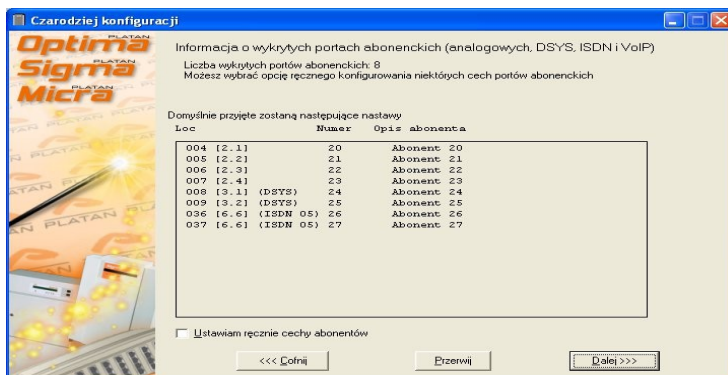 Czarodziej konfiguracji
Optima
PLATAN
Sigma
PLATAN
Micra
PLATAN
Informacja o wykrytych portach abonenckich (analogowych, DSYS, ISDN i VoIP)
Liczba wykrytych portów abonenckich: 8
Możesz wybrać opcję ręcznego konfigurowania niektórych cech portów abonenckich
Domyślnie przyjęte zostaną następujące nastawy
Loc Numer Opis abonenta
004 [2.1] 20 Abonent 20
005 [2.2] 21 Abonent 21
006 [2.3] 22 Abonent 22
007 [2.4] 23 Abonent 23
008 [3.1] (DSYS) 24 Abonent 24
009 [3.2] (DSYS) 25 Abonent 25
036 [6.6] (ISDN 05) 26 Abonent 26
037 [6.6] (ISDN 05) 27 Abonent 27
Ustawiam ręcznie cechy abonentów
<<< Cofnij
Przerwij
Dalej >>>